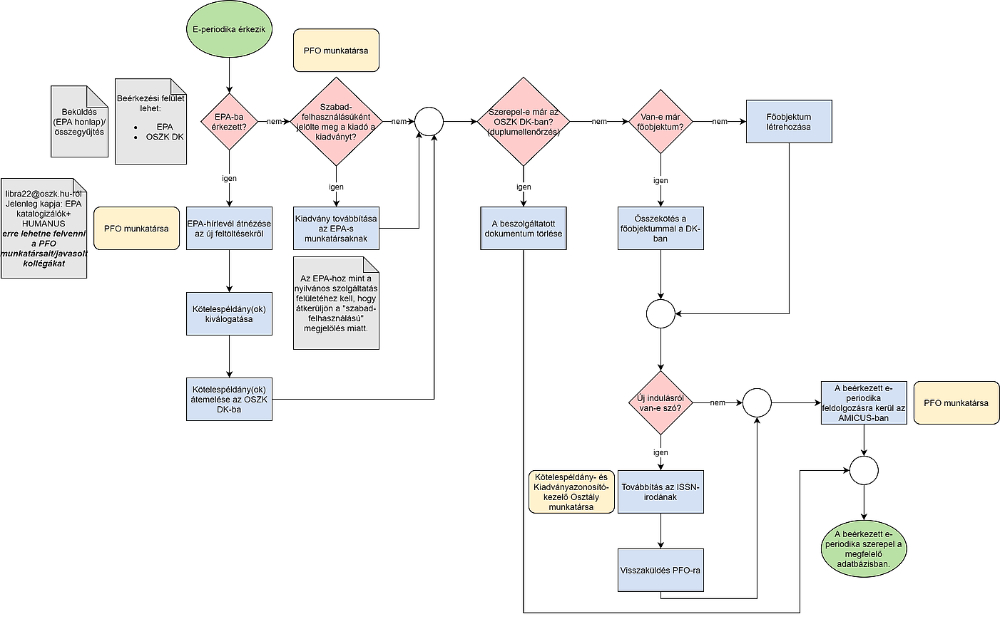 E-periodika érkezik
PFO munkatársa
Beküldés
(EPA honlap)/
összegyűjtés
Beérkezési felület
lehet:
• EPA
• OSZK DK
EPA-ba
érkezett?
nem
Szabad-
felhasználásúként
jelölte meg a kiadó a
kiadványt?
nem
Szerepel-e már az
OSZK DK-ban?
(duplumellenőrzés)
nem
Van-e már
főobjektum?
nem
Főobjektum
létrehozása
igen
igen
igen
igen
libra22@oszk.hu-ról
Jelenleg kapja: EPA
katalogizálók+
HUMANUS
erre lehetne felvenni
a PFO
munkatársait/javasolt
kollégákat
PFO munkatársa
EPA-hírlevél átnézése
az új feltöltésekről
Kiadvány továbbítása
az EPA-s
munkatársaknak
A beszolgáltatott
dokumentum törlése
Összekötés a
főobjektummal a DK-
ban
Az EPA-hoz mint a
nyilvános szolgáltatás
felületéhez kell, hogy
átkerüljön a "szabad-
felhasználású"
megjelölés miatt.
Kötelespéldány(ok)
kiválogatása
Kötelespéldány(ok)
átemelése az OSZK
DK-ba
Új indulásról
van-e szó?
nem
A beérkezett e-
periodika
feldolgozásra kerül az
AMICUS-ban
PFO munkatársa
igen
Kötelespéldány- és
Kiadványazonosító-
kezelő Osztály
munkatársa
Továbbítás az ISSN-
irodának
Visszaküldés PFO-ra
A beérkezett e-
periodika szerepel a
megfelelő
adatbázisban.